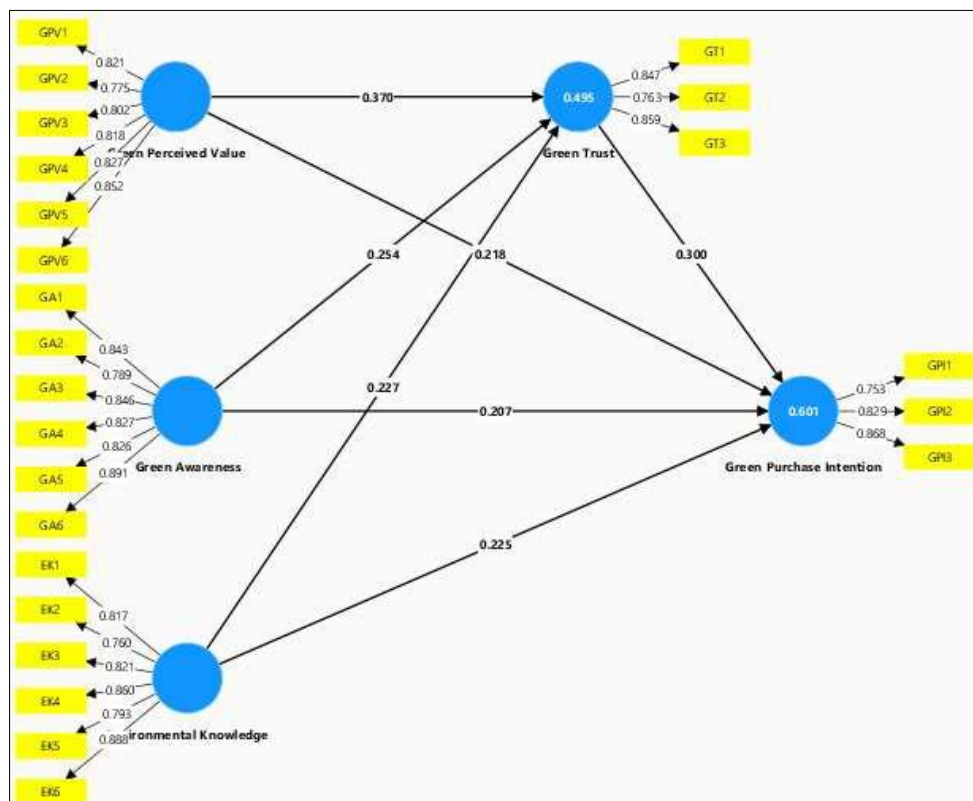 GPV1
GPV2
GPV3
GPV4
GPV5
GPV6
0.821
0.775
0.802
0.818
0.827
0.852
en Perceived Value
0.370
0.495
Green Trust
0.847
0.763
0.859
GT1
GT2
GT3
0.254
0.218
0.300
GA1
GA2
GA3
GA4
GA5
GA6
0.843
0.789
0.846
0.827
0.826
0.891
Green Awareness
0.227
0.207
0.601
Green Purchase Intention
0.753
0.829
0.868
GPI1
GPI2
GPI3
0.225
EK1
EK2
EK3
EK4
EK5
EK6
0.817
0.760
0.821
0.860
0.793
0.888
ironmental Knowledge